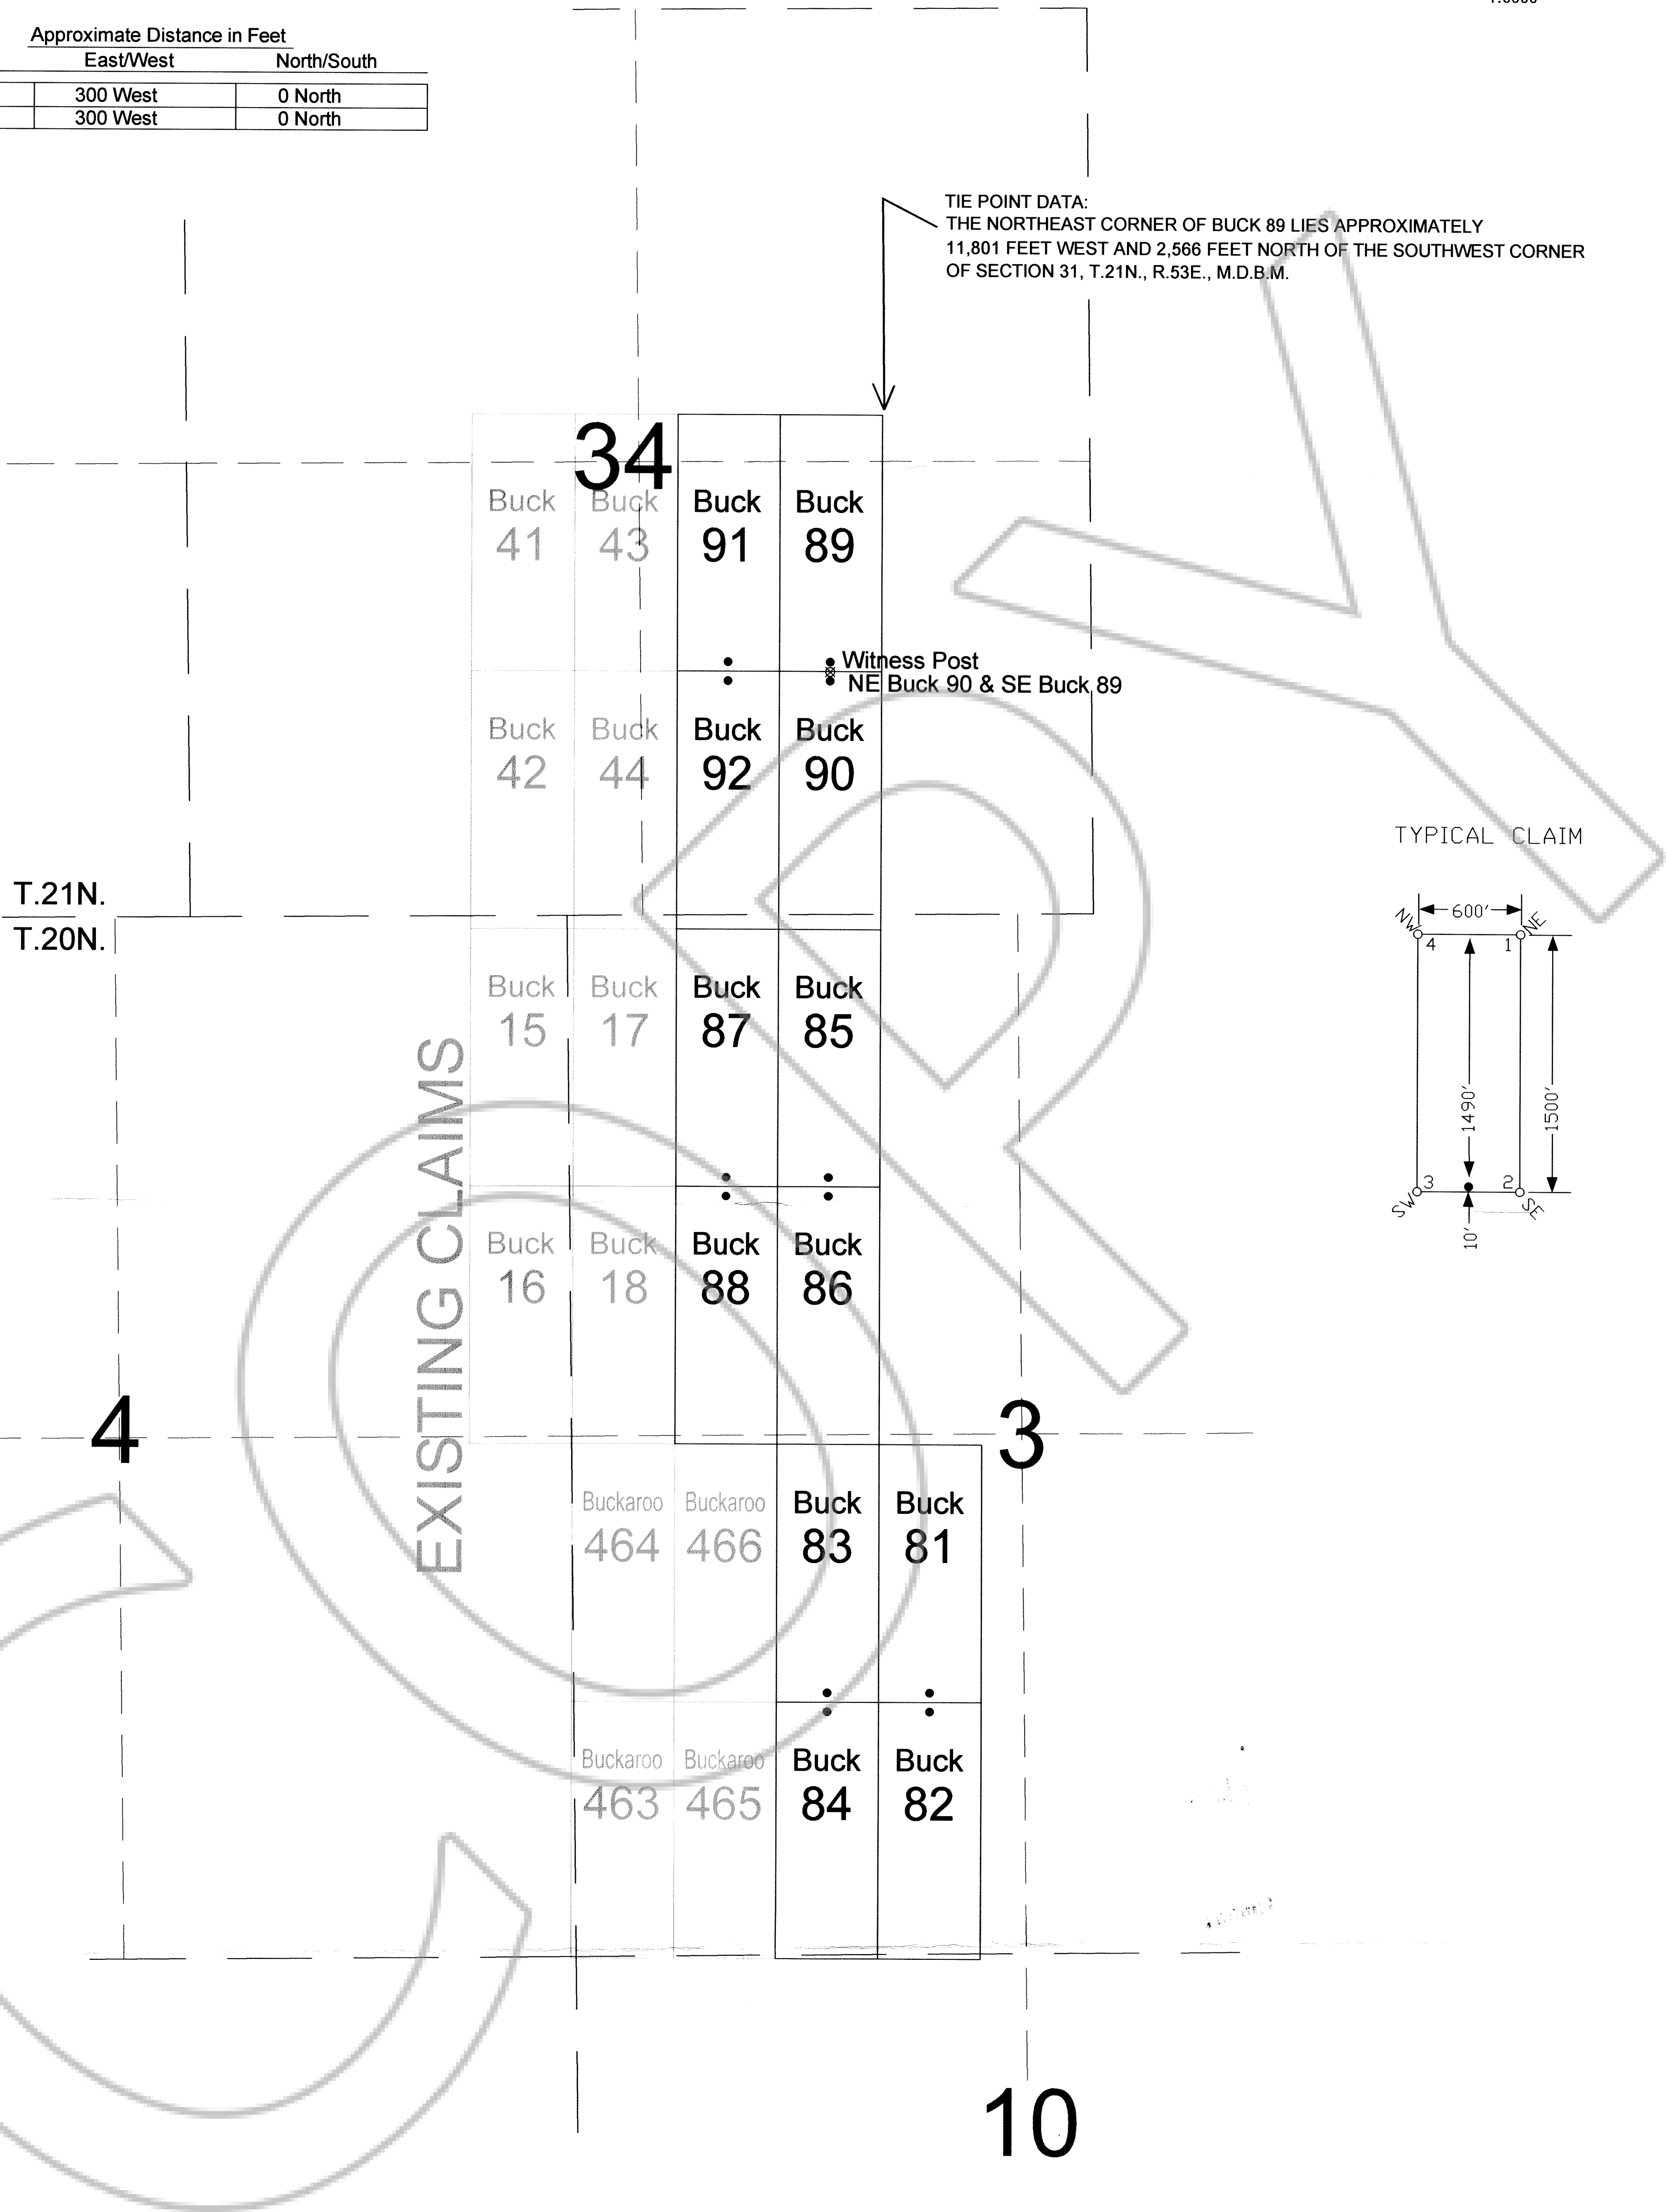 Approximate Distance in Feet
East/West North/South
300 West 0 North
300 West 0 North
TIE POINT DATA:
THE NORTHEAST CORNER OF BUCK 89 LIES APPROXIMATELY
11,801 FEET WEST AND 2,566 FEET NORTH OF THE SOUTHWEST CORNER
OF SECTION 31, T.21N., R.53E., M.D.B.M.
34
Buck 41
Buck 43
Buck 91
Buck 89
Witness Post
NE Buck 90 & SE Buck 89
Buck 42
Buck 44
Buck 92
Buck 90
T.21N.
T.20N.
Buck 15
Buck 17
Buck 87
Buck 85
EXISTING CLAIMS
Buck 16
Buck 18
Buck 88
Buck 86
4
3
Buckaroo 464
Buckaroo 466
Buck 83
Buck 81
Buckaroo 463
Buckaroo 465
Buck 84
Buck 82
10
TYPICAL CLAIM
600'
NW
NE
4
1
1490'
1500'
3
2
SW
SE
10'
COPY